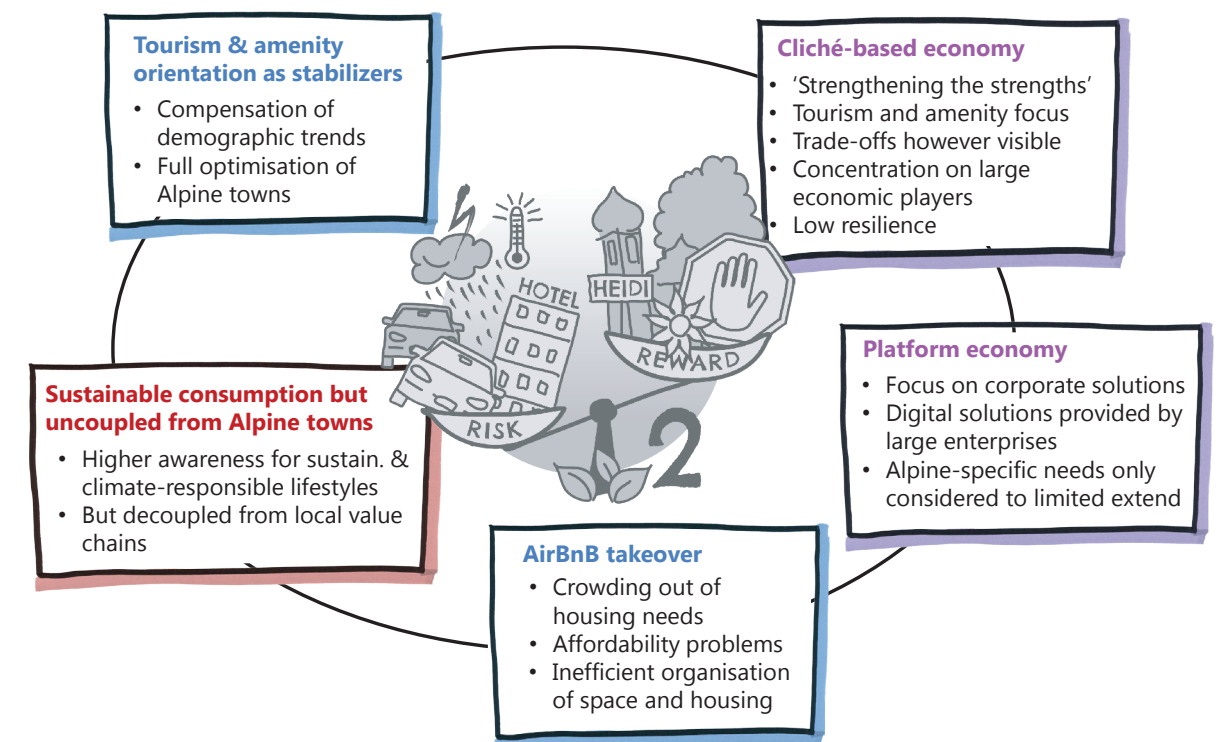 Tourism & amenity
orientation as stabilizers
• Compensation of
demographic trends
• Full optimisation of
Alpine towns
Cliché-based economy
• ‘Strengthening the strengths’
• Tourism and amenity focus
• Trade-offs however visible
• Concentration on large
economic players
• Low resilience
HOTEL
HEIDI
REWARD
RISK
2
Platform economy
• Focus on corporate solutions
• Digital solutions provided by
large enterprises
• Alpine-specific needs only
considered to limited extend
Sustainable consumption but
uncoupled from Alpine towns
• Higher awareness for sustain. &
climate-responsible lifestyles
• But decoupled from local value
chains
AirBnB takeover
• Crowding out of
housing needs
• Affordability problems
• Inefficient organisation
of space and housing